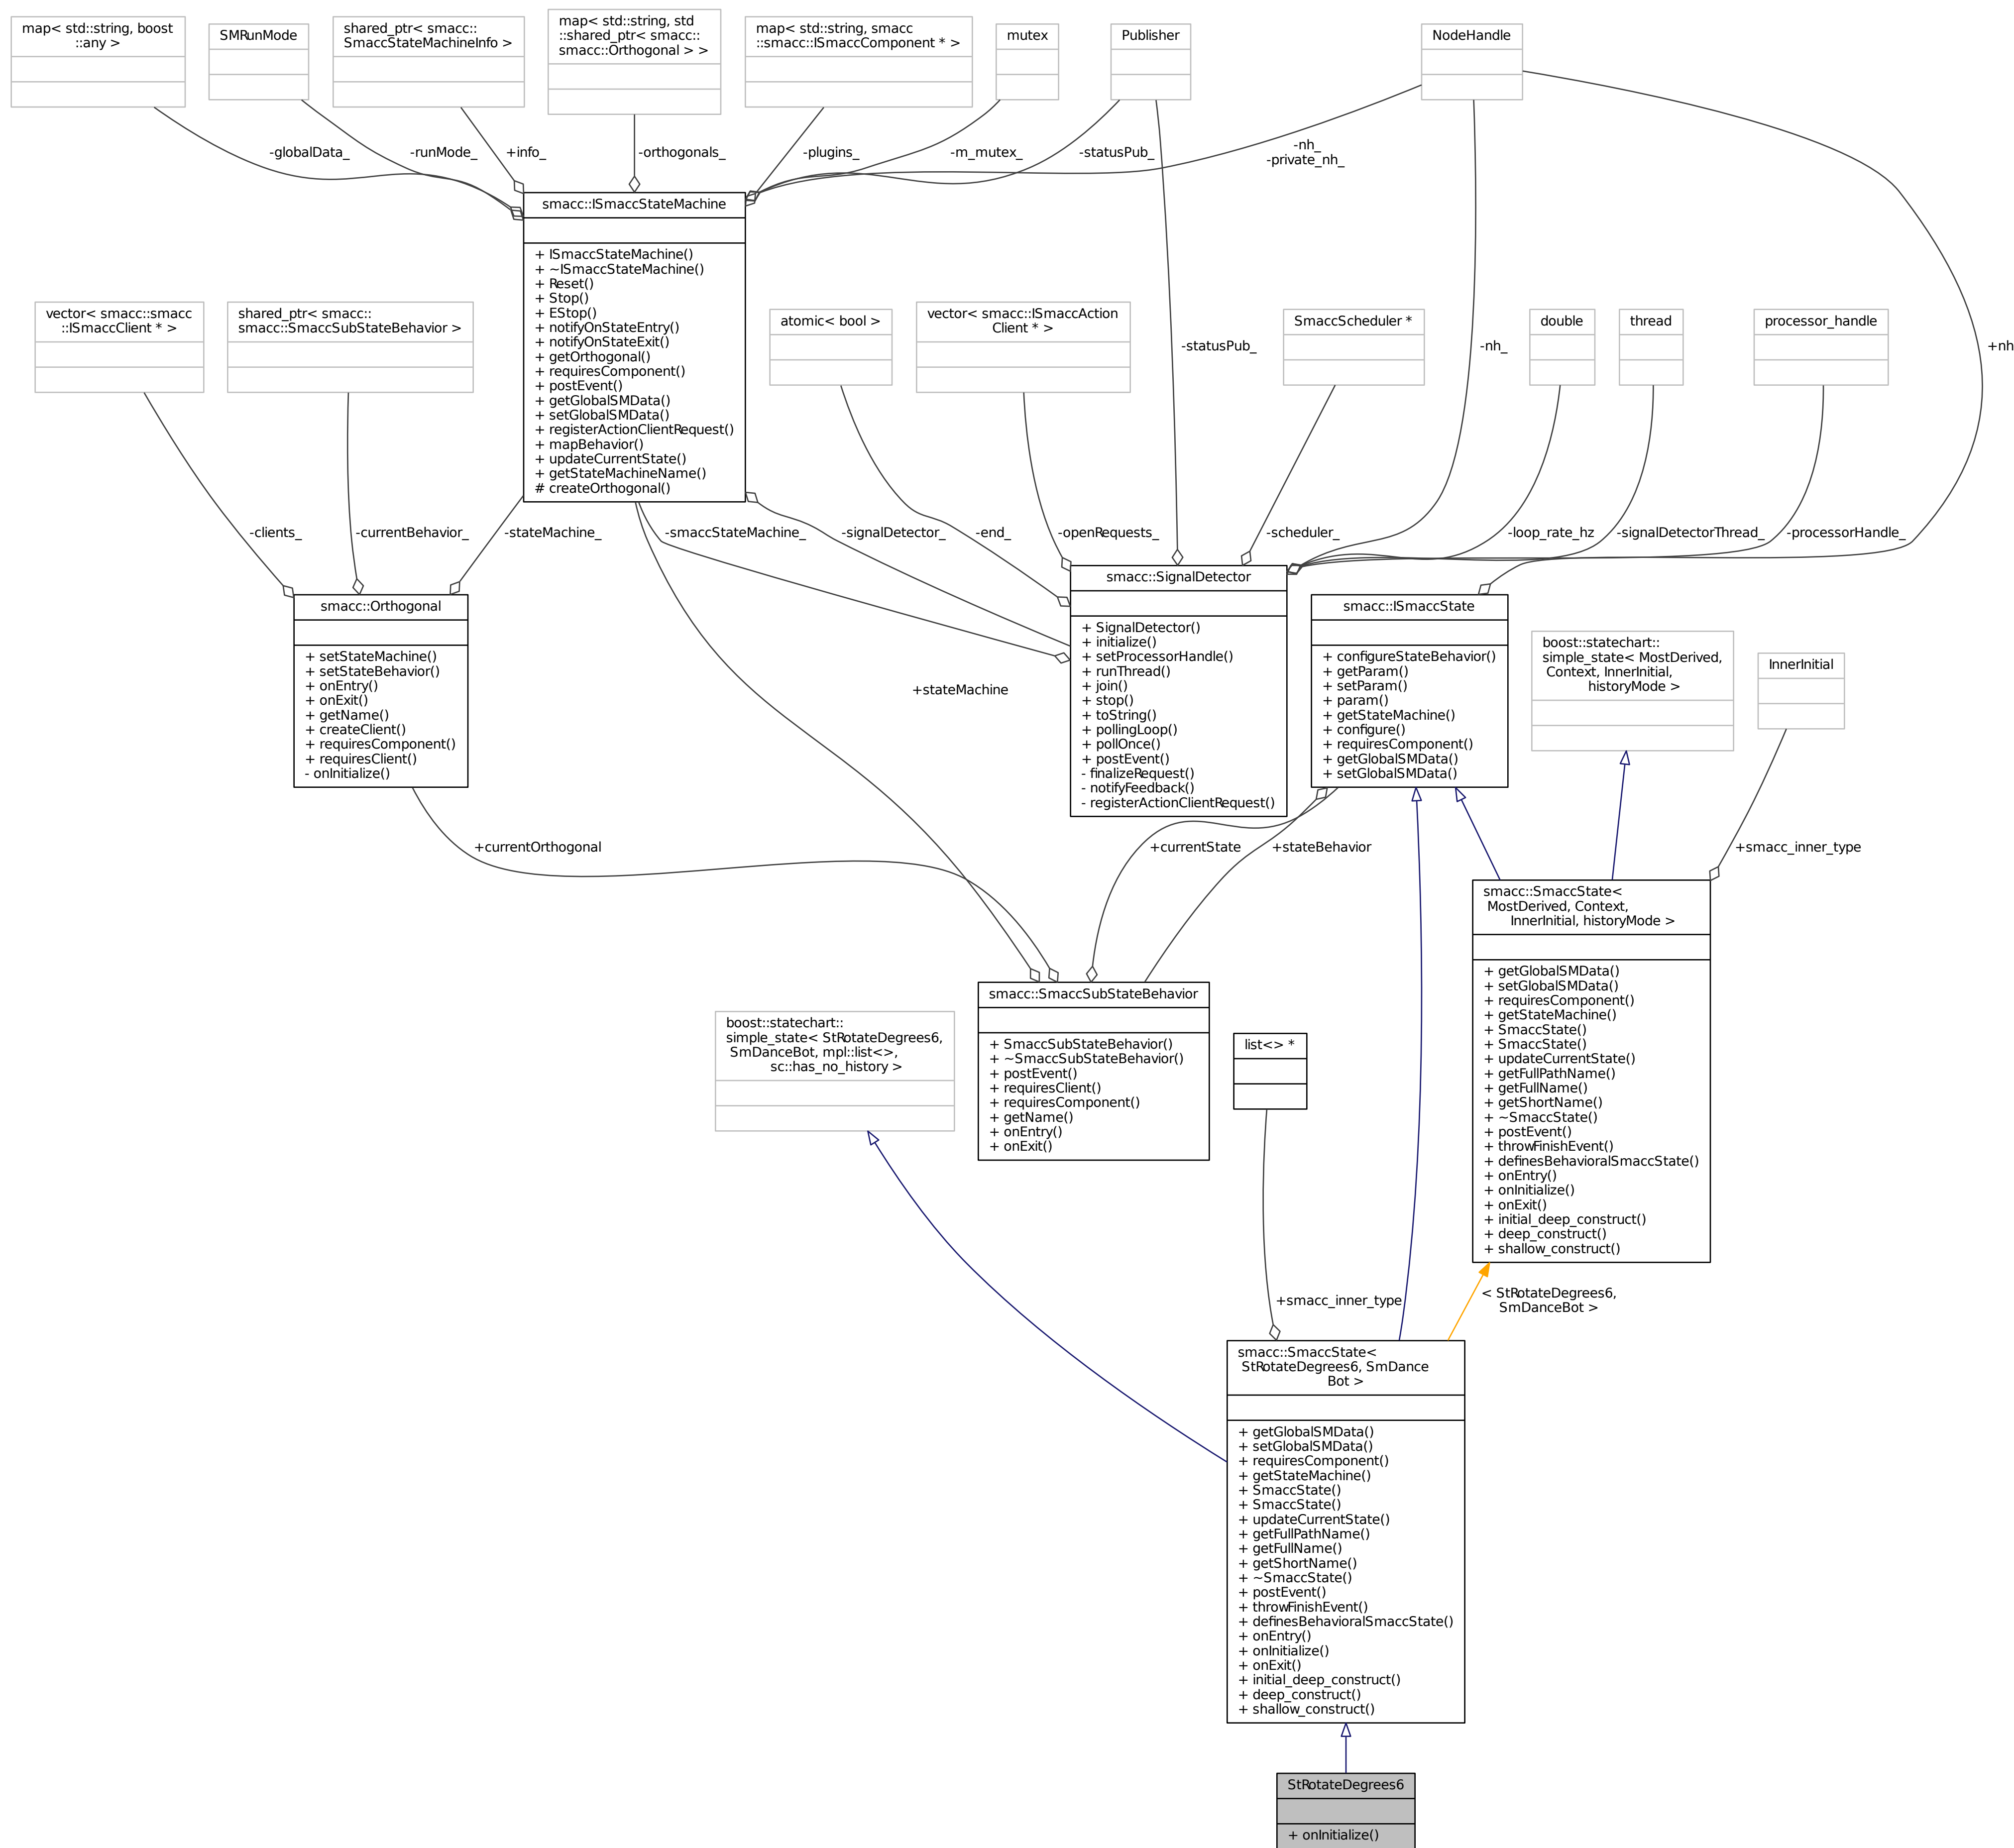 map< std::string, boost
::any >
SMRunMode
shared_ptr< smacc::
SmaccStateMachineInfo >
map< std::string, std
::shared_ptr< smacc::
smacc::Orthogonal > >
map< std::string, smacc
::smacc::ISmaccComponent * >
mutex
Publisher
NodeHandle
-globalData_
-runMode_
+info_
-orthogonals_
-plugins_
-m_mutex_
-statusPub_
-nh_
-private_nh_
smacc::ISmaccStateMachine
+ ISmaccStateMachine()
+ ~ISmaccStateMachine()
+ Reset()
+ Stop()
+ EStop()
+ notifyOnStateEntry()
+ notifyOnStateExit()
+ getOrthogonal()
+ requiresComponent()
+ postEvent()
+ getGlobalSMData()
+ setGlobalSMData()
+ registerActionClientRequest()
+ mapBehavior()
+ updateCurrentState()
+ getStateMachineName()
# createOrthogonal()
vector< smacc::smacc
::ISmaccClient * >
shared_ptr< smacc::
smacc::SmaccSubStateBehavior >
atomic< bool >
vector< smacc::ISmaccAction
Client * >
SmaccScheduler *
double
thread
processor_handle
-statusPub_
-nh_
+nh
-clients_
-currentBehavior_
-stateMachine_
-smaccStateMachine_
-signalDetector_
-end_
-openRequests_
-scheduler_
-loop_rate_hz
-signalDetectorThread_
-processorHandle_
smacc::Orthogonal
+ setStateMachine()
+ setStateBehavior()
+ onEntry()
+ onExit()
+ getName()
+ createClient()
+ requiresComponent()
+ requiresClient()
- onInitialize()
smacc::SignalDetector
+ SignalDetector()
+ initialize()
+ setProcessorHandle()
+ runThread()
+ join()
+ stop()
+ toString()
+ pollingLoop()
+ pollOnce()
+ postEvent()
- finalizeRequest()
- notifyFeedback()
- registerActionClientRequest()
smacc::ISmaccState
+ configureStateBehavior()
+ getParam()
+ setParam()
+ param()
+ getStateMachine()
+ configure()
+ requiresComponent()
+ getGlobalSMData()
+ setGlobalSMData()
boost::statechart::
simple_state< MostDerived,
Context, InnerInitial,
historyMode >
InnerInitial
+stateMachine
+currentOrthogonal
+currentState
+stateBehavior
+smacc_inner_type
smacc::SmaccState<
MostDerived, Context,
InnerInitial, historyMode >
+ getGlobalSMData()
+ setGlobalSMData()
+ requiresComponent()
+ getStateMachine()
+ SmaccState()
+ SmaccState()
+ updateCurrentState()
+ getFullPathName()
+ getFullName()
+ getShortName()
+ ~SmaccState()
+ postEvent()
+ throwFinishEvent()
+ definesBehavioralSmaccState()
+ onEntry()
+ onInitialize()
+ onExit()
+ initial_deep_construct()
+ deep_construct()
+ shallow_construct()
smacc::SmaccSubStateBehavior
+ SmaccSubStateBehavior()
+ ~SmaccSubStateBehavior()
+ postEvent()
+ requiresClient()
+ requiresComponent()
+ getName()
+ onEntry()
+ onExit()
boost::statechart::
simple_state< StRotateDegrees6,
SmDanceBot, mpl::list<>,
sc::has_no_history >
list<> *
+smacc_inner_type
< StRotateDegrees6,
SmDanceBot >
smacc::SmaccState<
StRotateDegrees6, SmDance
Bot >
+ getGlobalSMData()
+ setGlobalSMData()
+ requiresComponent()
+ getStateMachine()
+ SmaccState()
+ SmaccState()
+ updateCurrentState()
+ getFullPathName()
+ getFullName()
+ getShortName()
+ ~SmaccState()
+ postEvent()
+ throwFinishEvent()
+ definesBehavioralSmaccState()
+ onEntry()
+ onInitialize()
+ onExit()
+ initial_deep_construct()
+ deep_construct()
+ shallow_construct()
StRotateDegrees6
+ onInitialize()